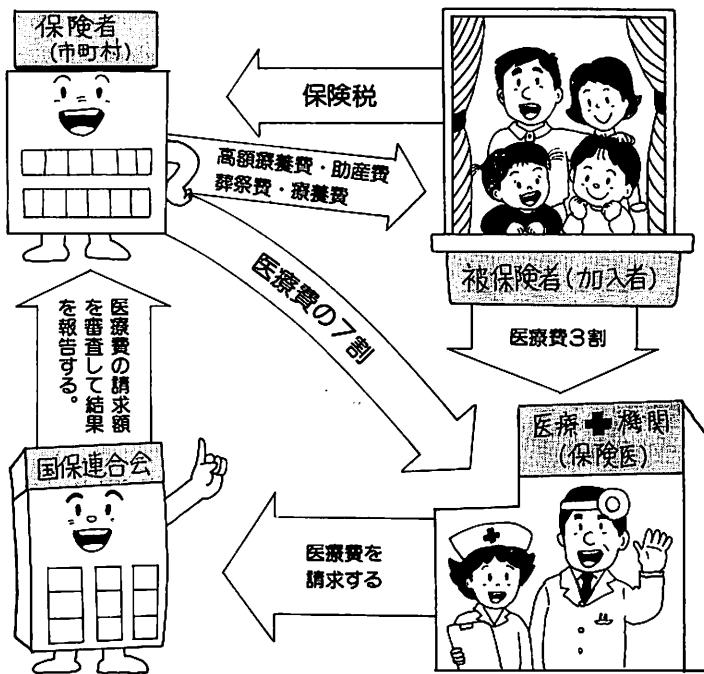 保険者
(市町村)
保険税
高額療養費・助産費
葬祭費・療養費
被保険者(加入者)
医療費の7割
医療費3割
医療費の請求額
を審査して結果
を報告する。
医療機関
(保険医)
国保連合会
医療費を
請求する